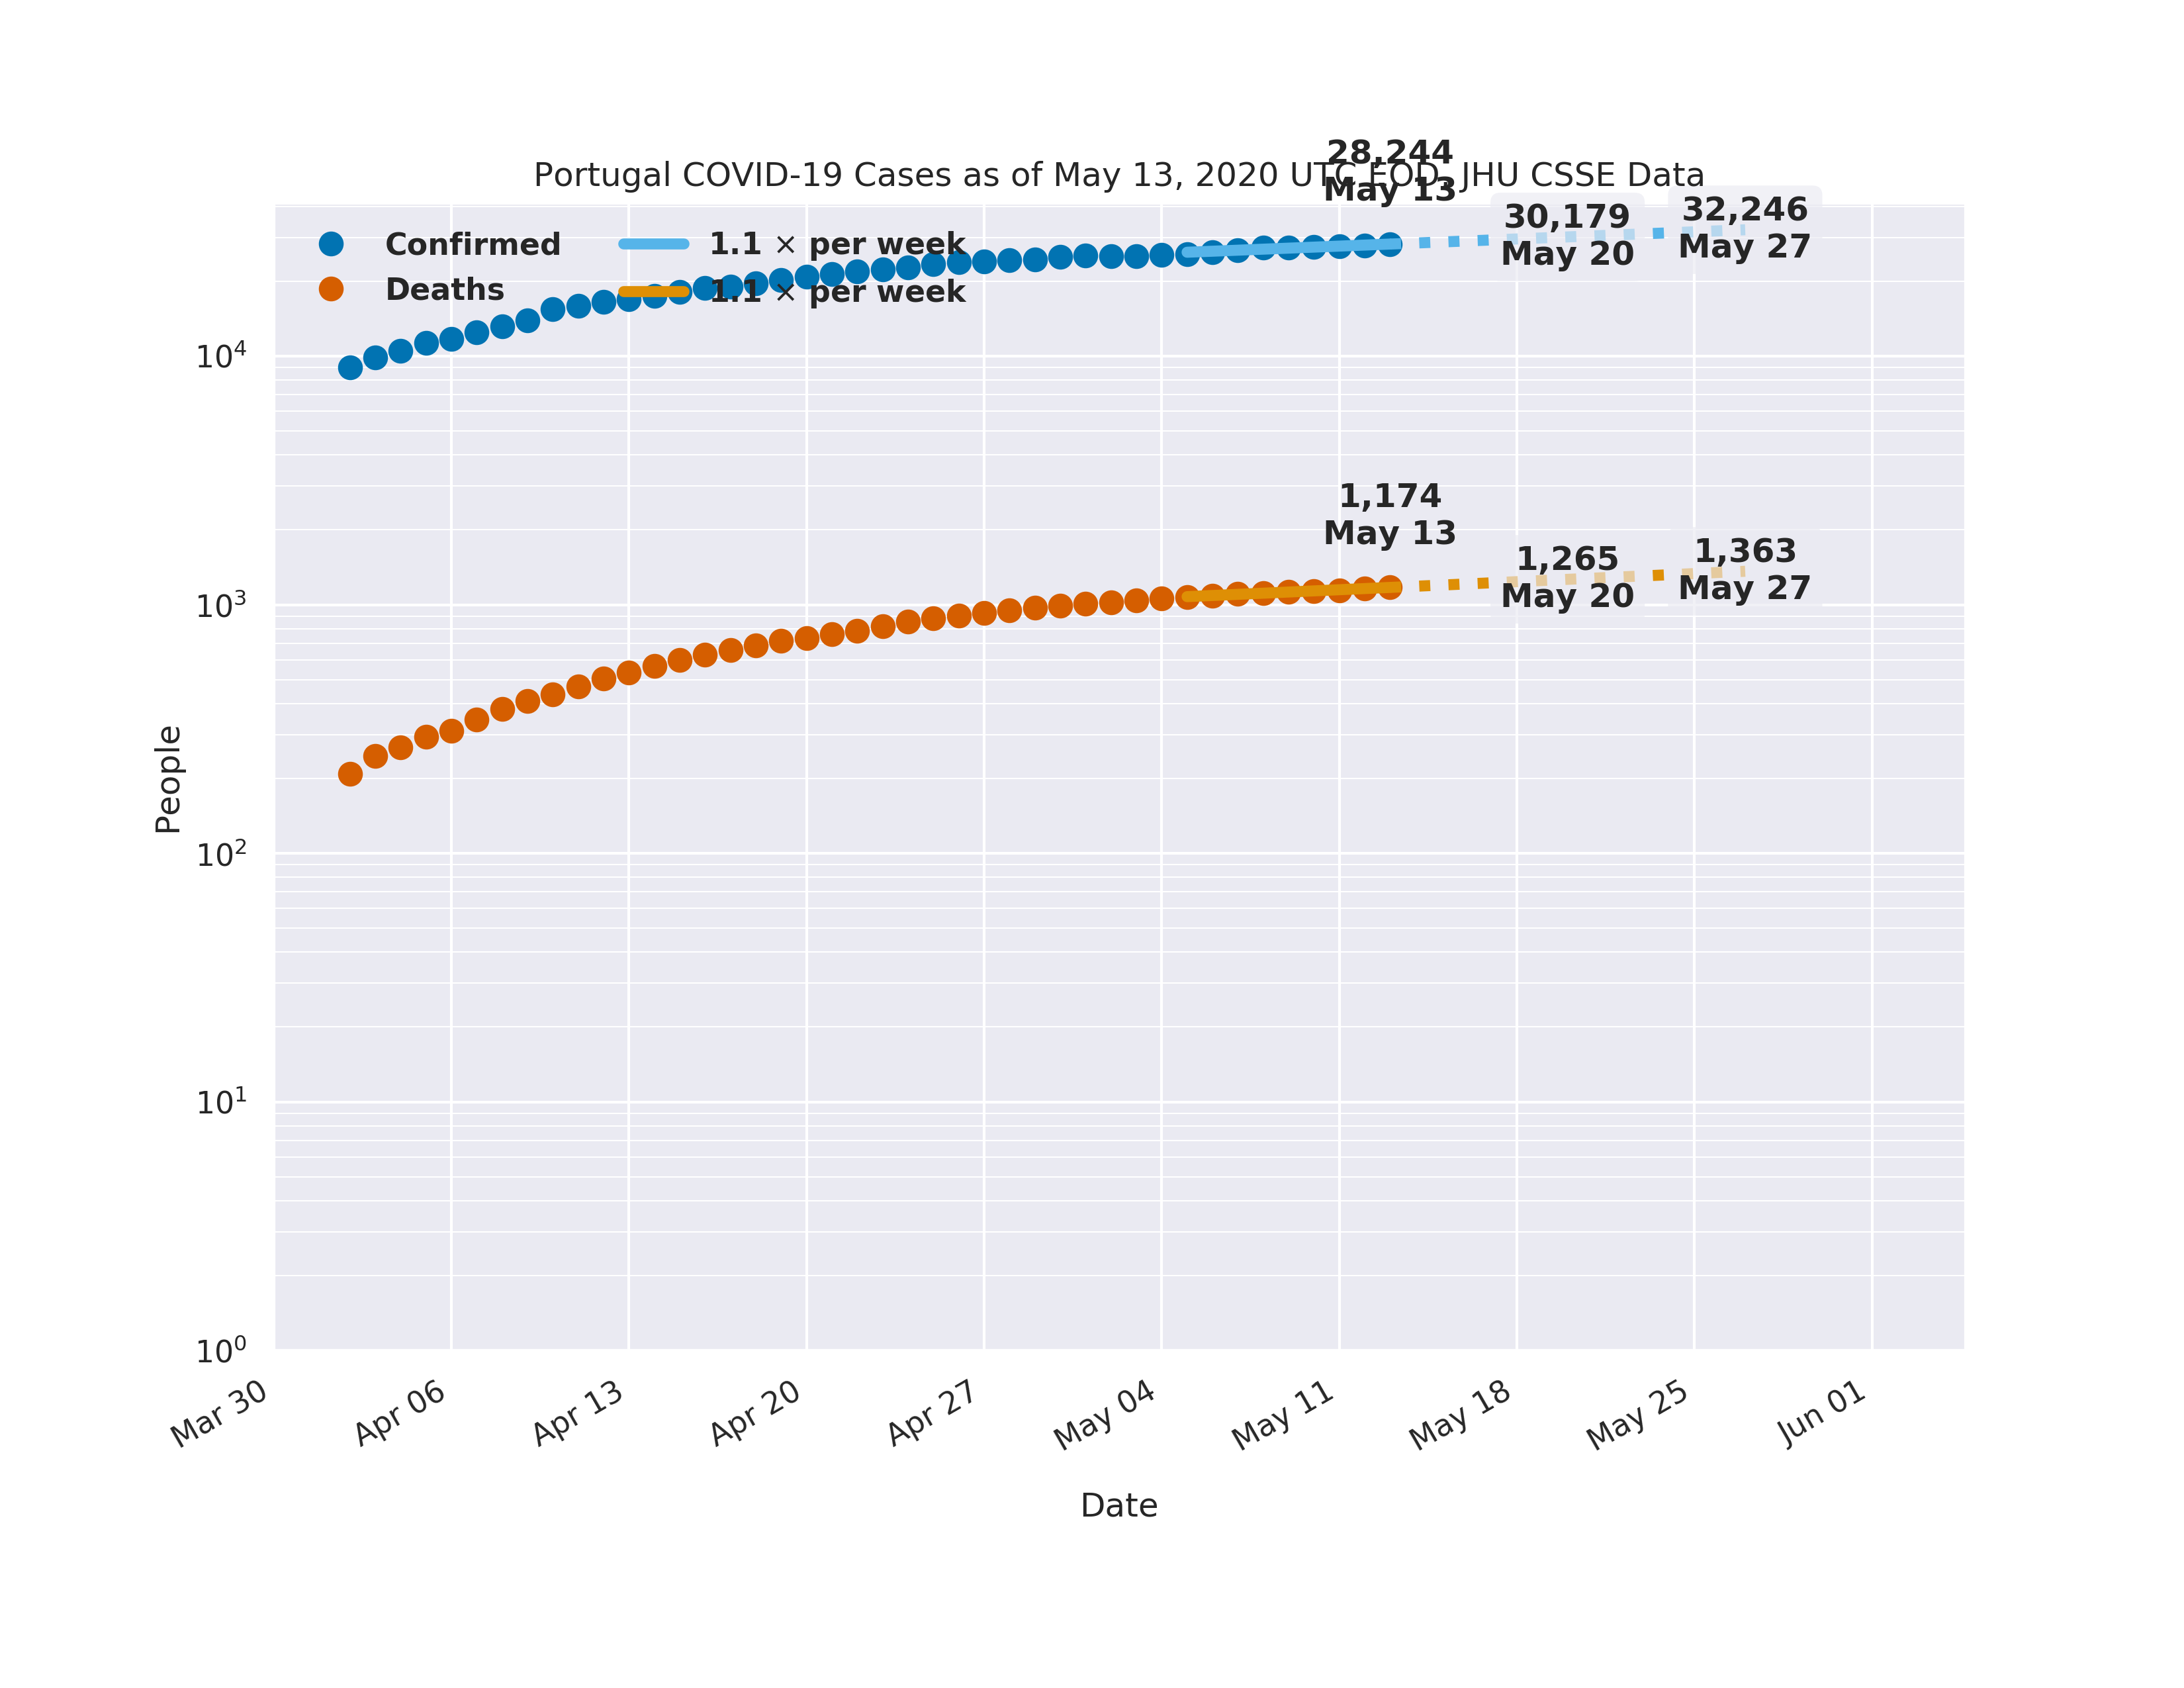 28,244
May 13
Portugal COVID-19 Cases as of May 13, 2020 UTC EOD, JHU CSSE Data
30,179
May 20
32,246
May 27
Confirmed
Deaths
1.1 × per week
1.1 × per week
1,174
May 13
1,265
May 20
1,363
May 27
People
10⁴
10³
10²
10¹
10⁰
Mar 30
Apr 06
Apr 13
Apr 20
Apr 27
May 04
May 11
May 18
May 25
Jun 01
Date